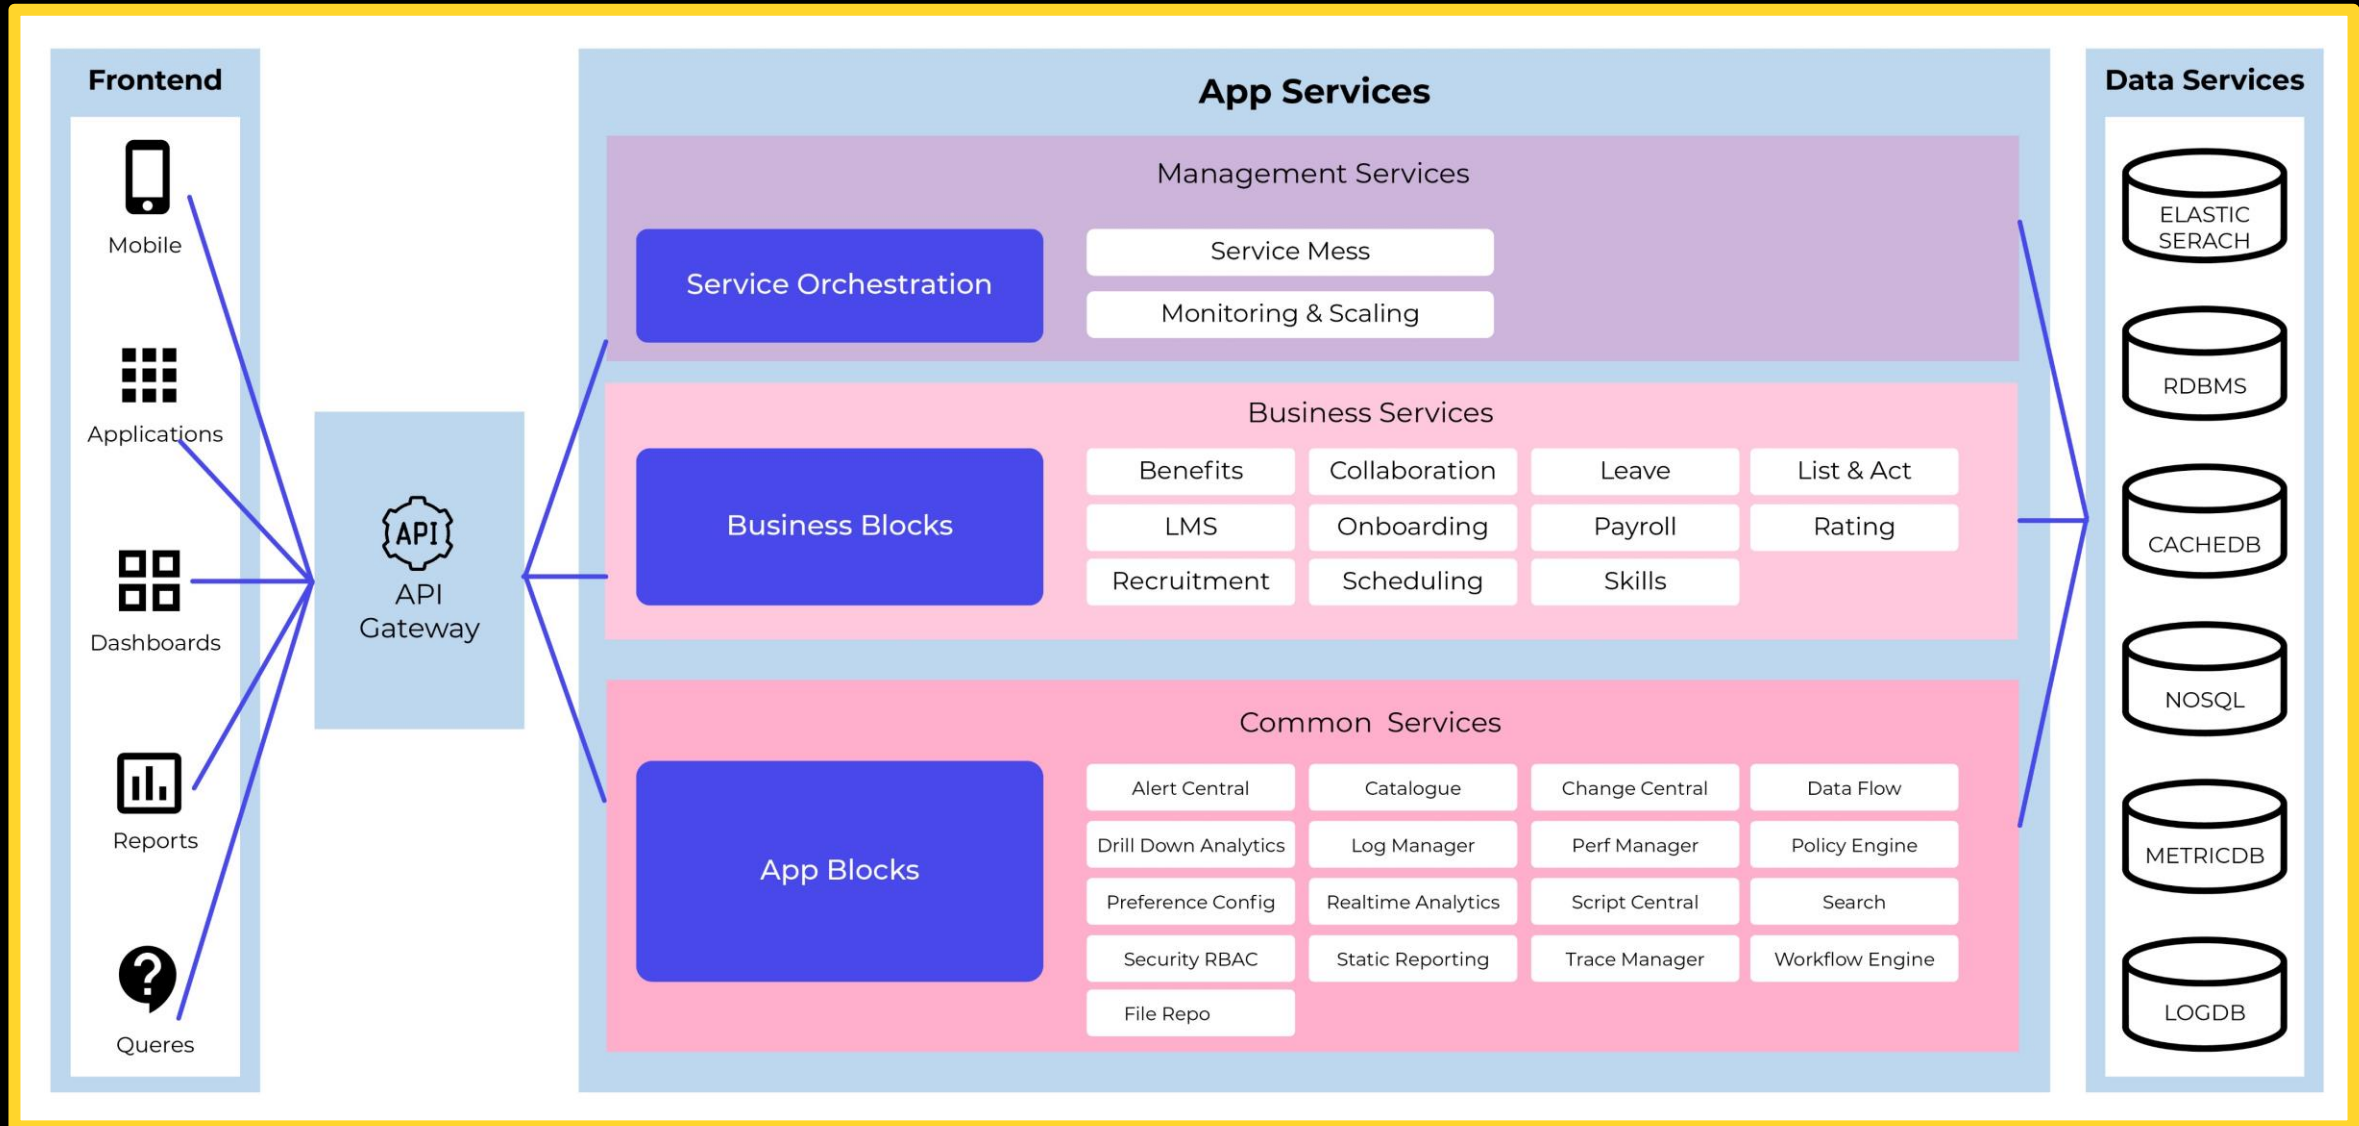 Frontend
Mobile
Applications
Dashboards
Reports
Queres
API
API
Gateway
App Services
Management Services
Service Orchestration
Service Mess
Monitoring & Scaling
Business Services
Business Blocks
Benefits
Collaboration
Leave
List & Act
LMS
Onboarding
Payroll
Rating
Recruitment
Scheduling
Skills
Common Services
App Blocks
Alert Central
Catalogue
Change Central
Data Flow
Drill Down Analytics
Log Manager
Perf Manager
Policy Engine
Preference Config
Realtime Analytics
Script Central
Search
Security RBAC
Static Reporting
Trace Manager
Workflow Engine
File Repo
Data Services
ELASTIC
SERACH
RDBMS
CACHEDB
NOSQL
METRICDB
LOGDB